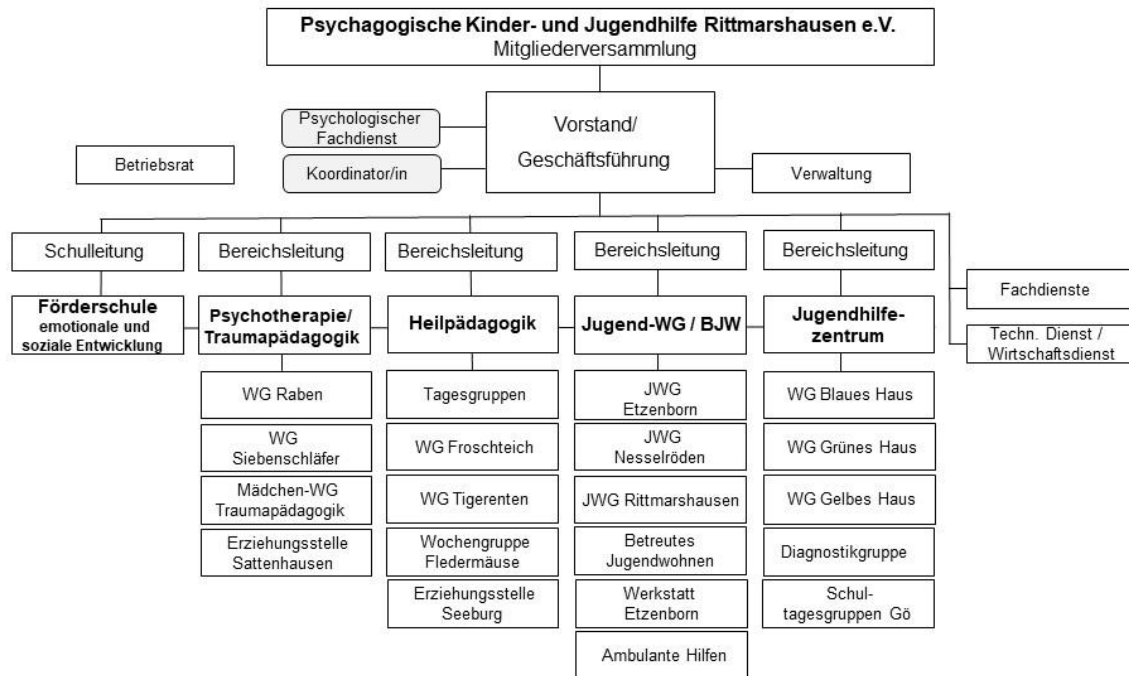 Psychagogische Kinder- und Jugendhilfe Rittmarshausen e.V.
Mitgliederversammlung
Psychologischer
Fachdienst
Vorstand/
Geschäftsführung
Betriebsrat
Koordinator/in
Verwaltung
Schulleitung
Bereichsleitung
Bereichsleitung
Bereichsleitung
Bereichsleitung
Fachdienste
Techn. Dienst /
Wirtschaftsdienst
Förderschule
emotionale und
soziale Entwicklung
Psychotherapie/
Traumapädagogik
Heilpädagogik
Jugend-WG / BJW
Jugendhilfe-
zentrum
WG Raben
WG
Siebenschläfer
Mädchen-WG
Traumapädagogik
Erziehungsstelle
Sattenhausen
Tagesgruppen
WG Froschteich
WG Tigerenten
Wochengruppe
Fledermäuse
Erziehungsstelle
Seeburg
JWG
Etzenborn
JWG
Nesselröden
JWG Rittmarshausen
Betreutes
Jugendwohnen
Werkstatt
Etzenborn
Ambulante Hilfen
WG Blaues Haus
WG Grünes Haus
WG Gelbes Haus
Diagnostikgruppe
Schul-
tagesgruppen Gö